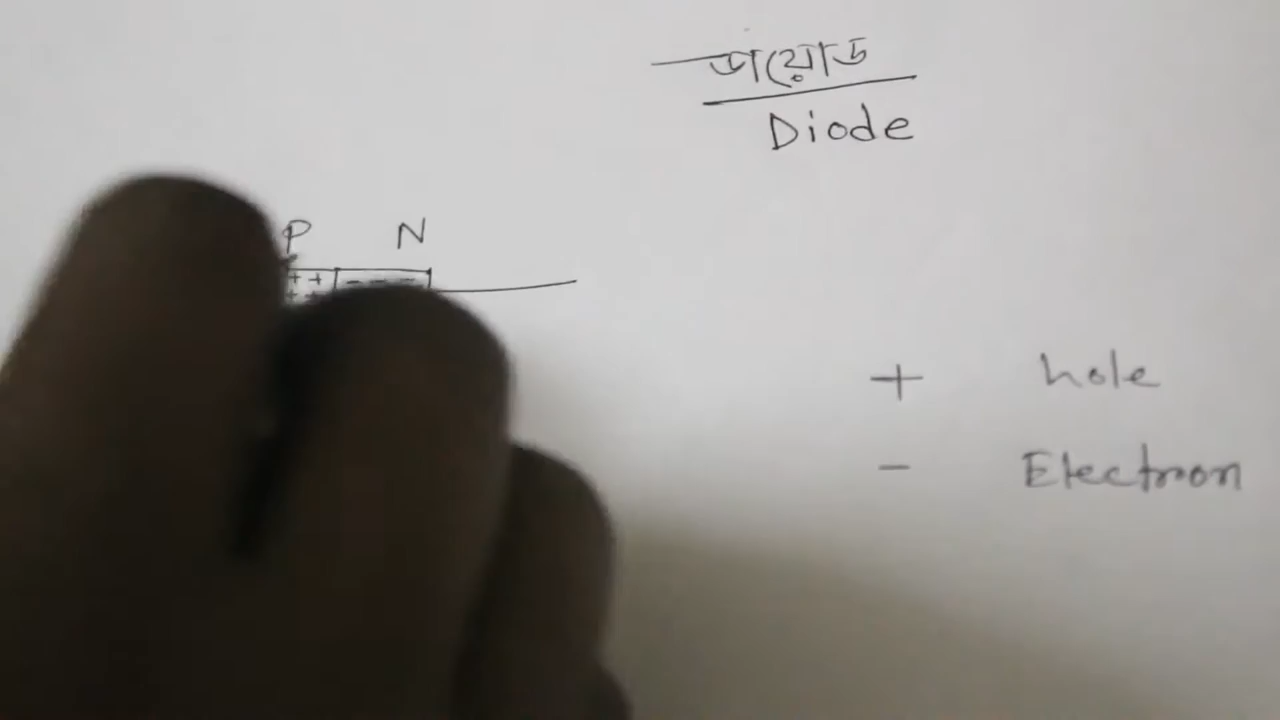 ডায়োড
Diode
P N
+ +
- - - -
+ hole
- Electron